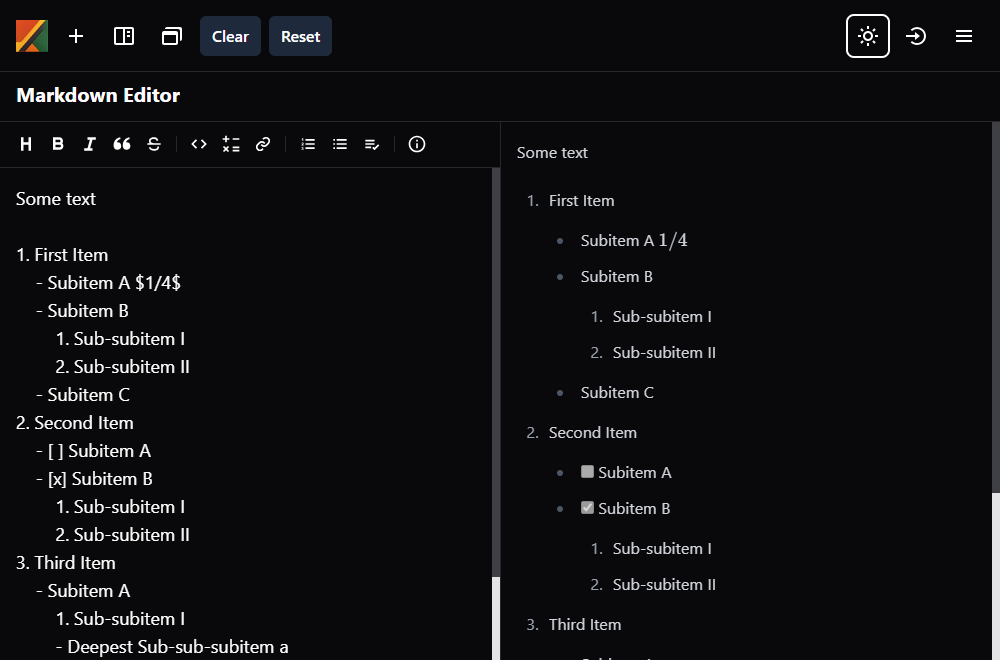 Clear Reset
Markdown Editor
H B I
Some text
1. First Item
- Subitem A $1/4$
- Subitem B
1. Sub-subitem I
2. Sub-subitem II
- Subitem C
2. Second Item
- [ ] Subitem A
- [x] Subitem B
1. Sub-subitem I
2. Sub-subitem II
3. Third Item
- Subitem A
1. Sub-subitem I
- Deepest Sub-sub-subitem a
Some text
1. First Item
• Subitem A 1/4
• Subitem B
1. Sub-subitem I
2. Sub-subitem II
• Subitem C
2. Second Item
• Subitem A
• Subitem B
1. Sub-subitem I
2. Sub-subitem II
3. Third Item